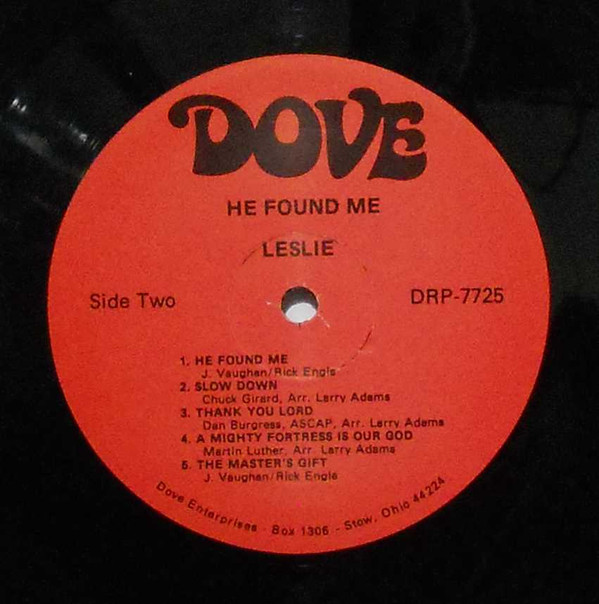 DOVE
HE FOUND ME
LESLIE
Side Two
DRP-7725
1. HE FOUND ME
J. Vaughan/Rick Engle
2. SLOW DOWN
Chuck Girard, Arr. Larry Adams
3. THANK YOU LORD
Dan Burgress, ASCAP, Arr. Larry Adams
4. A MIGHTY FORTRESS IS OUR GOD
Martin Luther, Arr. Larry Adams
5. THE MASTER'S GIFT
J. Vaughan/Rick Engle
Dove Enterprises - Box 1306 - Stow, Ohio 44224